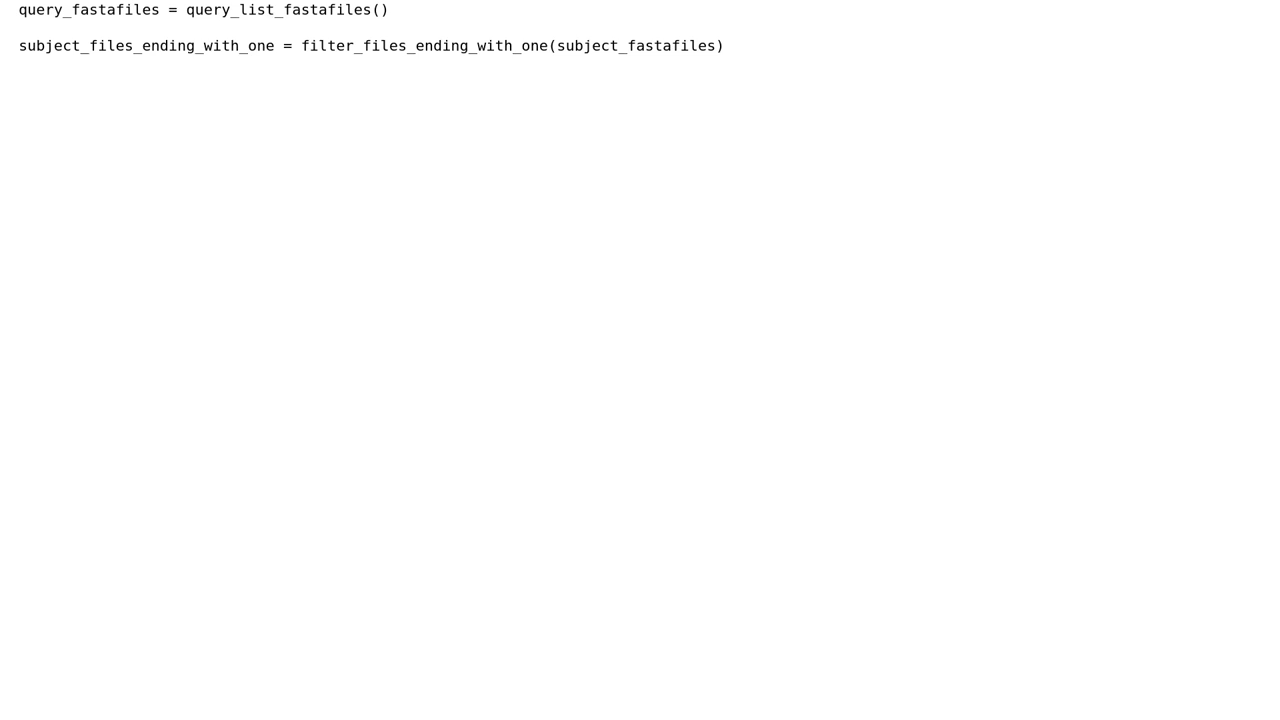 query_fastafiles = query_list_fastafiles()
subject_files_ending_with_one = filter_files_ending_with_one(subject_fastafiles)